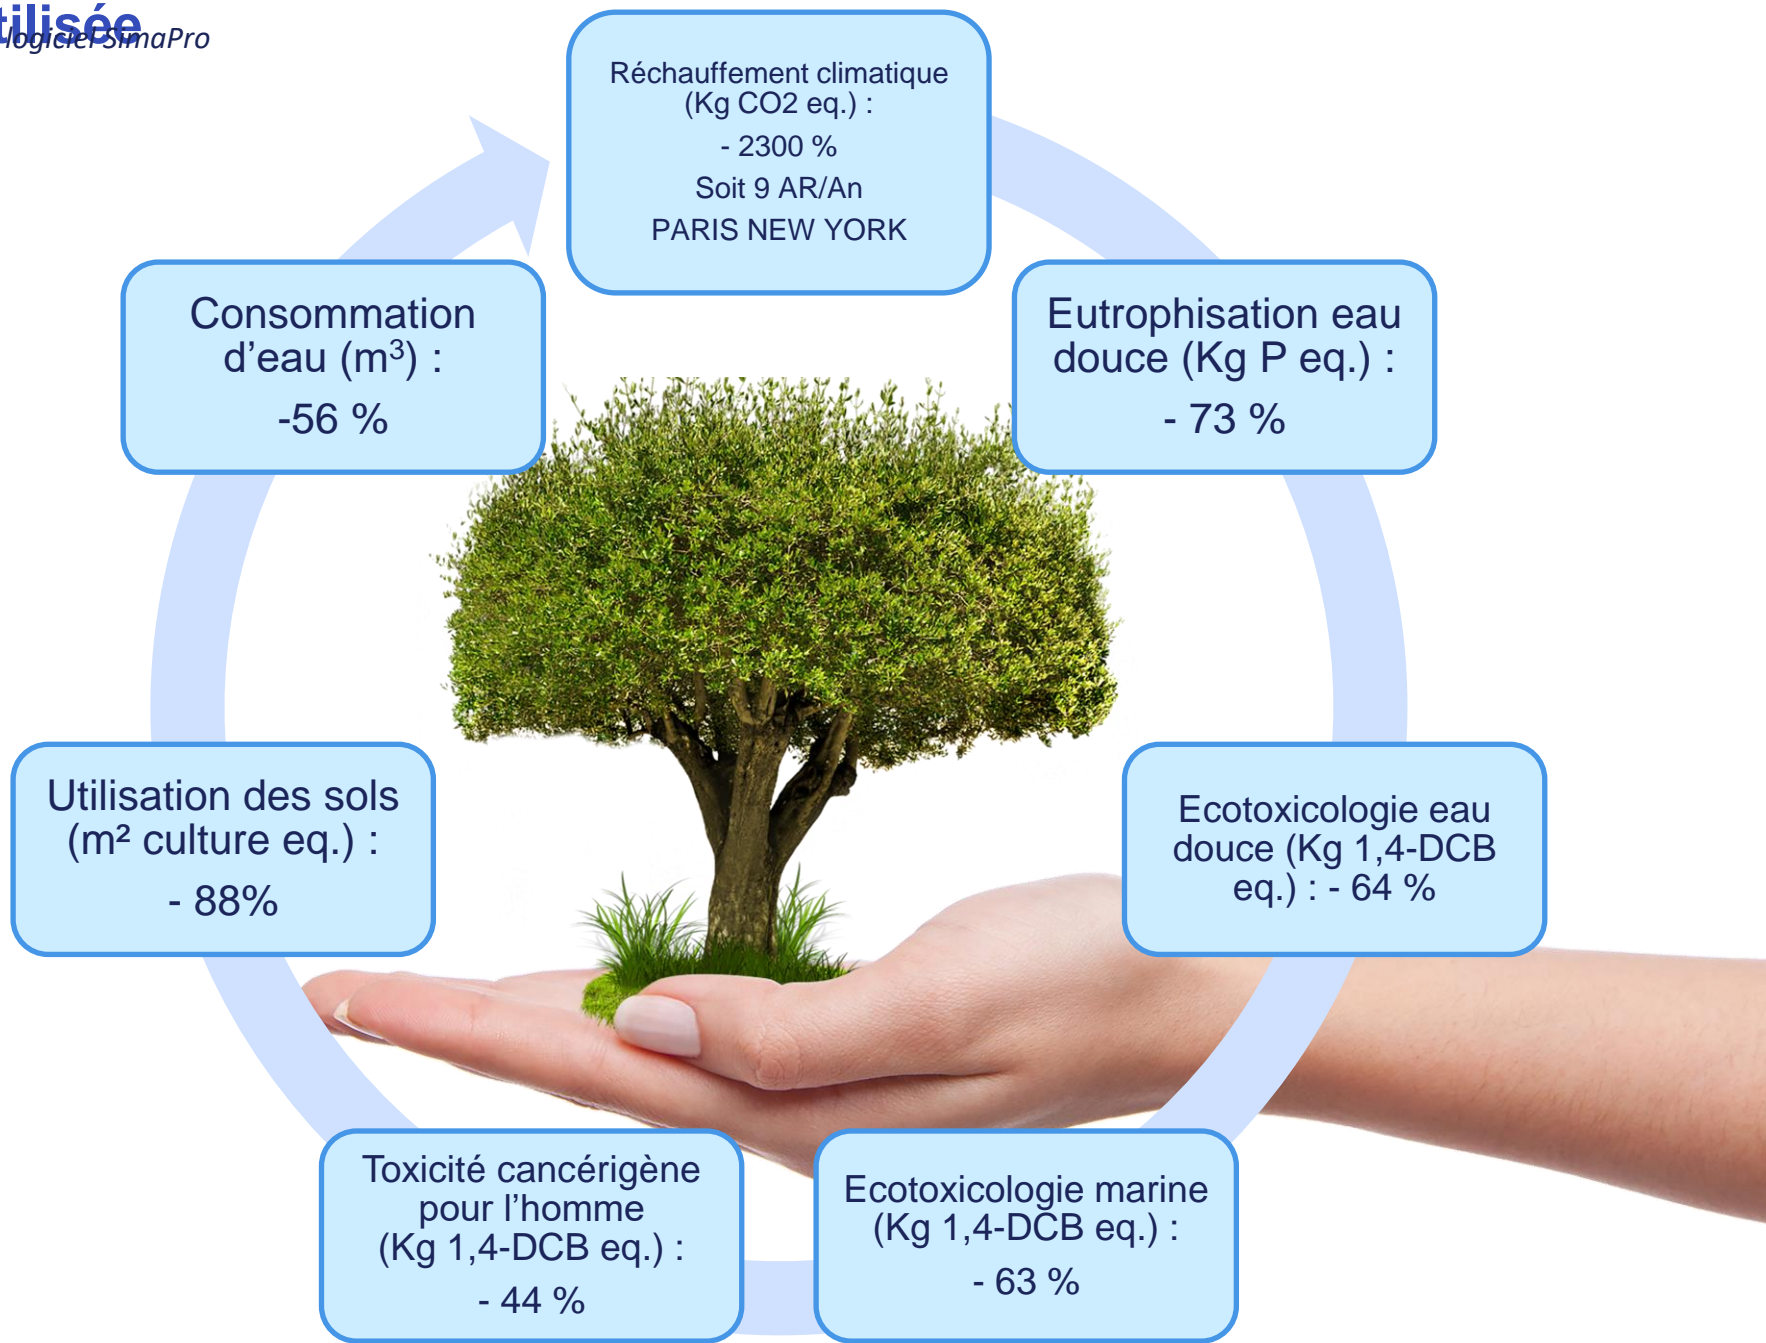 tilisée
logiciel SimaPro
Réchauffement climatique
(Kg CO2 eq.) :
- 2300 %
Soit 9 AR/An
PARIS NEW YORK
Eutrophisation eau
douce (Kg P eq.) :
- 73 %
Ecotoxicologie eau
douce (Kg 1,4-DCB
eq.) : - 64 %
Ecotoxicologie marine
(Kg 1,4-DCB eq.) :
- 63 %
Toxicité cancérigène
pour l’homme
(Kg 1,4-DCB eq.) :
- 44 %
Utilisation des sols
(m² culture eq.) :
- 88%
Consommation
d’eau (m³) :
-56 %